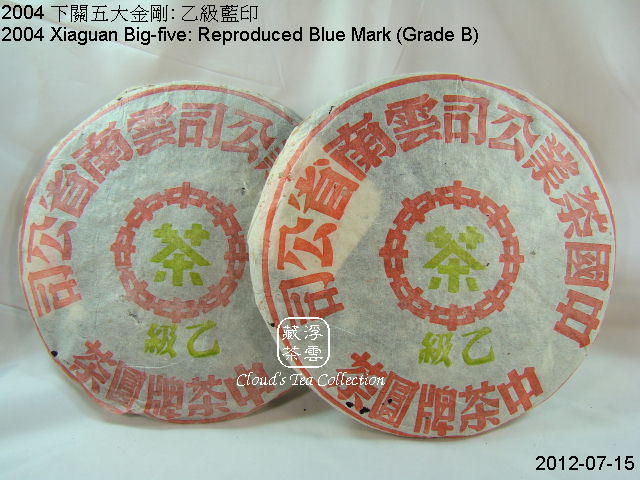 2004 下關五大金剛: 乙級藍印
2004 Xiaguan Big-five: Reproduced Blue Mark (Grade B)
業公司雲南省公司
茶
乙級
中茶牌圓茶
中國茶業公司雲南省公司
茶
乙級
中茶牌圓茶
浮雲
藏茶
Cloud's Tea Collection
2012-07-15